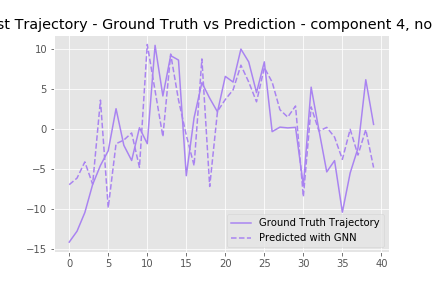 st Trajectory - Ground Truth vs Prediction - component 4, no
10
5
0
−5
−10
−15
0 5 10 15 20 25 30 35 40
Ground Truth Trajectory
Predicted with GNN